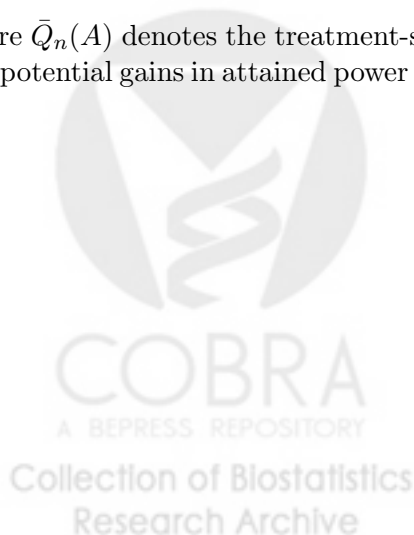 re $\bar{Q}_n(A)$ denotes the treatment-s
potential gains in attained power
COBRA
A BEPRESS REPOSITORY
Collection of Biostatistics
Research Archive